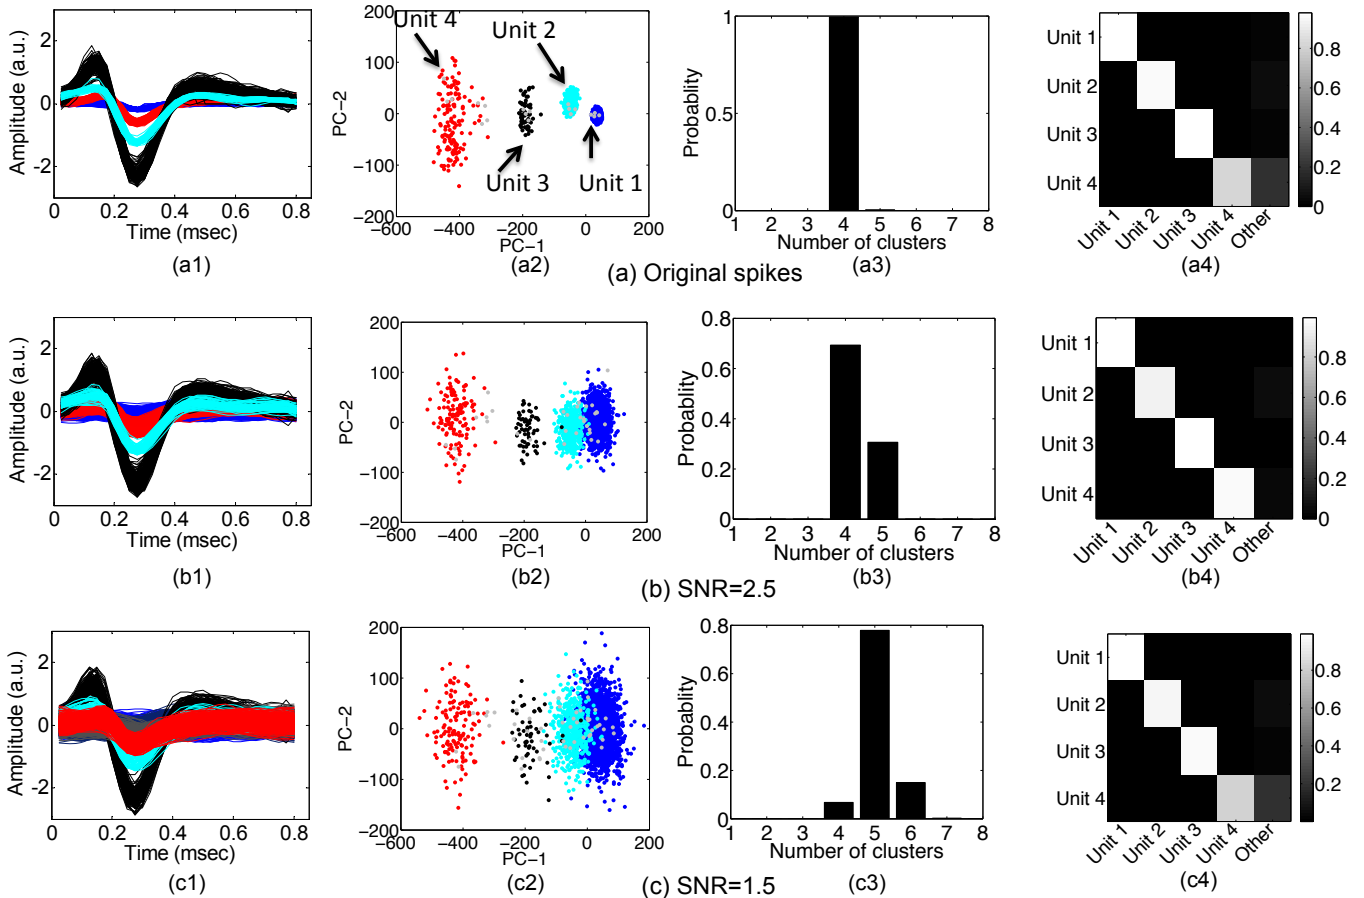 2
0
−2
Amplitude (a.u.)
0 0.2 0.4 0.6 0.8
Time (msec)
(a1)
200
100
0
−100
−200
PC−2
Unit 4
Unit 2
Unit 3
Unit 1
−600 −400 −200 0 200
PC−1
(a2)
1
0.5
0
Probablity
1 2 3 4 5 6 7 8
Number of clusters
(a3)
Unit 1
Unit 2
Unit 3
Unit 4
Unit 1 Unit 2 Unit 3 Unit 4 Other
0.8
0.6
0.4
0.2
0
(a4)
(a) Original spikes
2
0
−2
Amplitude (a.u.)
0 0.2 0.4 0.6 0.8
Time (msec)
(b1)
200
100
0
−100
−200
PC−2
−600 −400 −200 0 200
PC−1
(b2)
0.8
0.6
0.4
0.2
0
Probablity
1 2 3 4 5 6 7 8
Number of clusters
(b3)
Unit 1
Unit 2
Unit 3
Unit 4
Unit 1 Unit 2 Unit 3 Unit 4 Other
0.8
0.6
0.4
0.2
0
(b4)
(b) SNR=2.5
2
0
−2
Amplitude (a.u.)
0 0.2 0.4 0.6 0.8
Time (msec)
(c1)
200
100
0
−100
−200
PC−2
−600 −400 −200 0 200
PC−1
(c2)
0.8
0.6
0.4
0.2
0
Probablity
1 2 3 4 5 6 7 8
Number of clusters
(c3)
Unit 1
Unit 2
Unit 3
Unit 4
Unit 1 Unit 2 Unit 3 Unit 4 Other
0.8
0.6
0.4
0.2
(c4)
(c) SNR=1.5